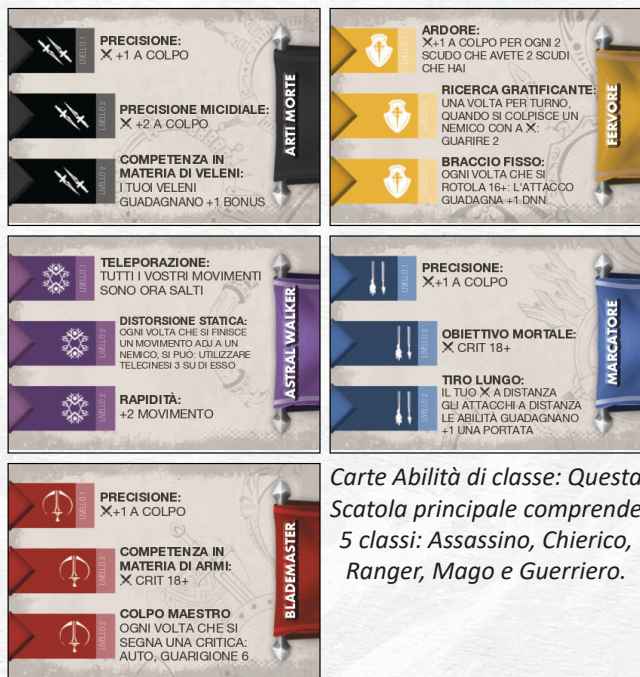 LIVELLO 1
PRECISIONE:
+1 A COLPO
LIVELLO 2
PRECISIONE MICIDIALE:
+2 A COLPO
LIVELLO 2
COMPETENZA IN
MATERIA DI VELENI:
I TUOI VELENI
GUADAGNANO +1 BONUS
ARTI MORTE
LIVELLO 1
ARDORE:
+1 A COLPO PER OGNI 2
SCUDO CHE AVETE 2 SCUDI
CHE HAI
LIVELLO 2
RICERCA GRATIFICANTE:
UNA VOLTA PER TURNO,
QUANDO SI COLPISCE UN
NEMICO CON A :
GUARIRE 2
LIVELLO 2
BRACCIO FISSO:
OGNI VOLTA CHE SI
ROTOLA 16+: L'ATTACCO
GUADAGNA +1 DNN
FERVORE
LIVELLO 1
TELEPORAZIONE:
TUTTI I VOSTRI MOVIMENTI
SONO ORA SALTI
LIVELLO 2
DISTORSIONE STATICA:
OGNI VOLTA CHE SI FINISCE
UN MOVIMENTO ADJ A UN
NEMICO, SI PUÒ: UTILIZZARE
TELECINESI 3 SU DI ESSO
LIVELLO 2
RAPIDITÀ:
+2 MOVIMENTO
ASTRAL WALKER
LIVELLO 1
PRECISIONE:
+1 A COLPO
LIVELLO 2
OBIETTIVO MORTALE:
CRIT 18+
LIVELLO 2
TIRO LUNGO:
IL TUO A DISTANZA
GLI ATTACCHI A DISTANZA
LE ABILITÀ GUADAGNANO
+1 UNA PORTATA
MARCATORE
LIVELLO 1
PRECISIONE:
+1 A COLPO
LIVELLO 2
COMPETENZA IN
MATERIA DI ARMI:
CRIT 18+
LIVELLO 2
COLPO MAESTRO
OGNI VOLTA CHE SI
SEGNA UNA CRITICA:
AUTO, GUARIGIONE 6
BLADEMASTER
Carte Abilità di classe: Questa
Scatola principale comprende
5 classi: Assassino, Chierico,
Ranger, Mago e Guerriero.